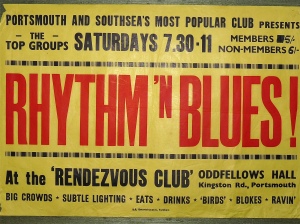 PORTSMOUTH AND SOUTHSEA'S MOST POPULAR CLUB PRESENTS
THE TOP GROUPS SATURDAYS 7.30-11 MEMBERS 5/-
NON-MEMBERS 6/-
RHYTHM 'N BLUES!
At the 'RENDEZVOUS CLUB' ODDFELLOWS HALL
Kingston Rd., Portsmouth
BIG CROWDS • SUBTLE LIGHTING • EATS • DRINKS • 'BIRDS' • BLOKES • RAVIN'